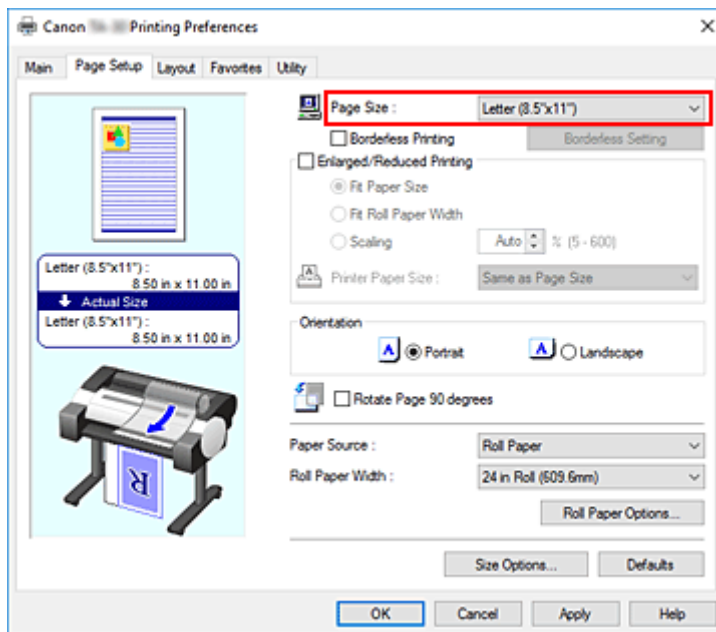 Canon Printing Preferences
Main Page Setup Layout Favorites Utility
Page Size : Letter (8.5"x11")
Borderless Printing Borderless Setting
Enlarged/Reduced Printing
Fit Paper Size
Fit Roll Paper Width
Scaling Auto % (5 - 600)
Printer Paper Size : Same as Page Size
Letter (8.5"x11") :
8.50 in x 11.00 in
Actual Size
Letter (8.5"x11") :
8.50 in x 11.00 in
Orientation
A Portrait A Landscape
Rotate Page 90 degrees
Paper Source : Roll Paper
Roll Paper Width : 24 in Roll (609.6mm)
Roll Paper Options...
R
Size Options... Defaults
OK Cancel Apply Help